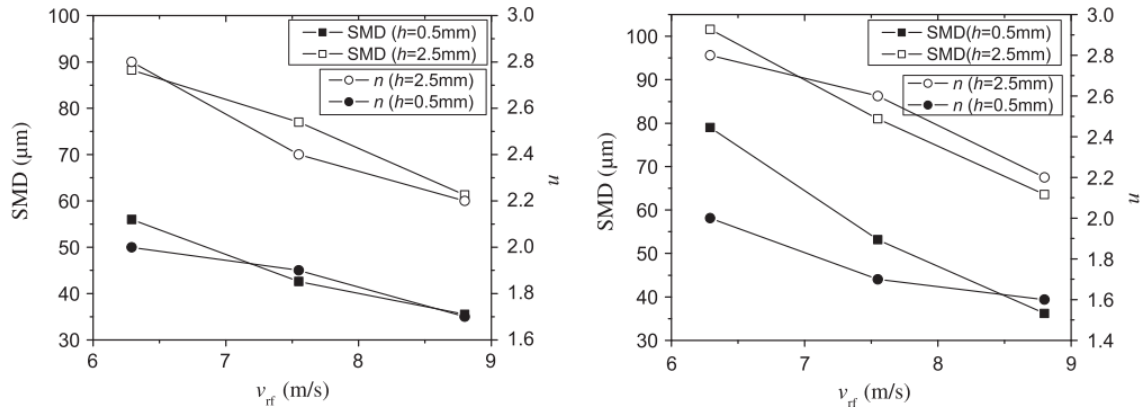 100
90
80
70
60
50
40
30
SMD (µm)
3.0
2.8
2.6
2.4
2.2
2.0
1.8
1.6
n
SMD (h=0.5mm)
SMD (h=2.5mm)
n (h=2.5mm)
n (h=0.5mm)
6 7 8 9
v_rf (m/s)
100
90
80
70
60
50
40
30
SMD (µm)
3.0
2.8
2.6
2.4
2.2
2.0
1.8
1.6
1.4
n
SMD(h=0.5mm)
SMD(h=2.5mm)
n (h=2.5mm)
n (h=0.5mm)
6 7 8 9
v_rf (m/s)